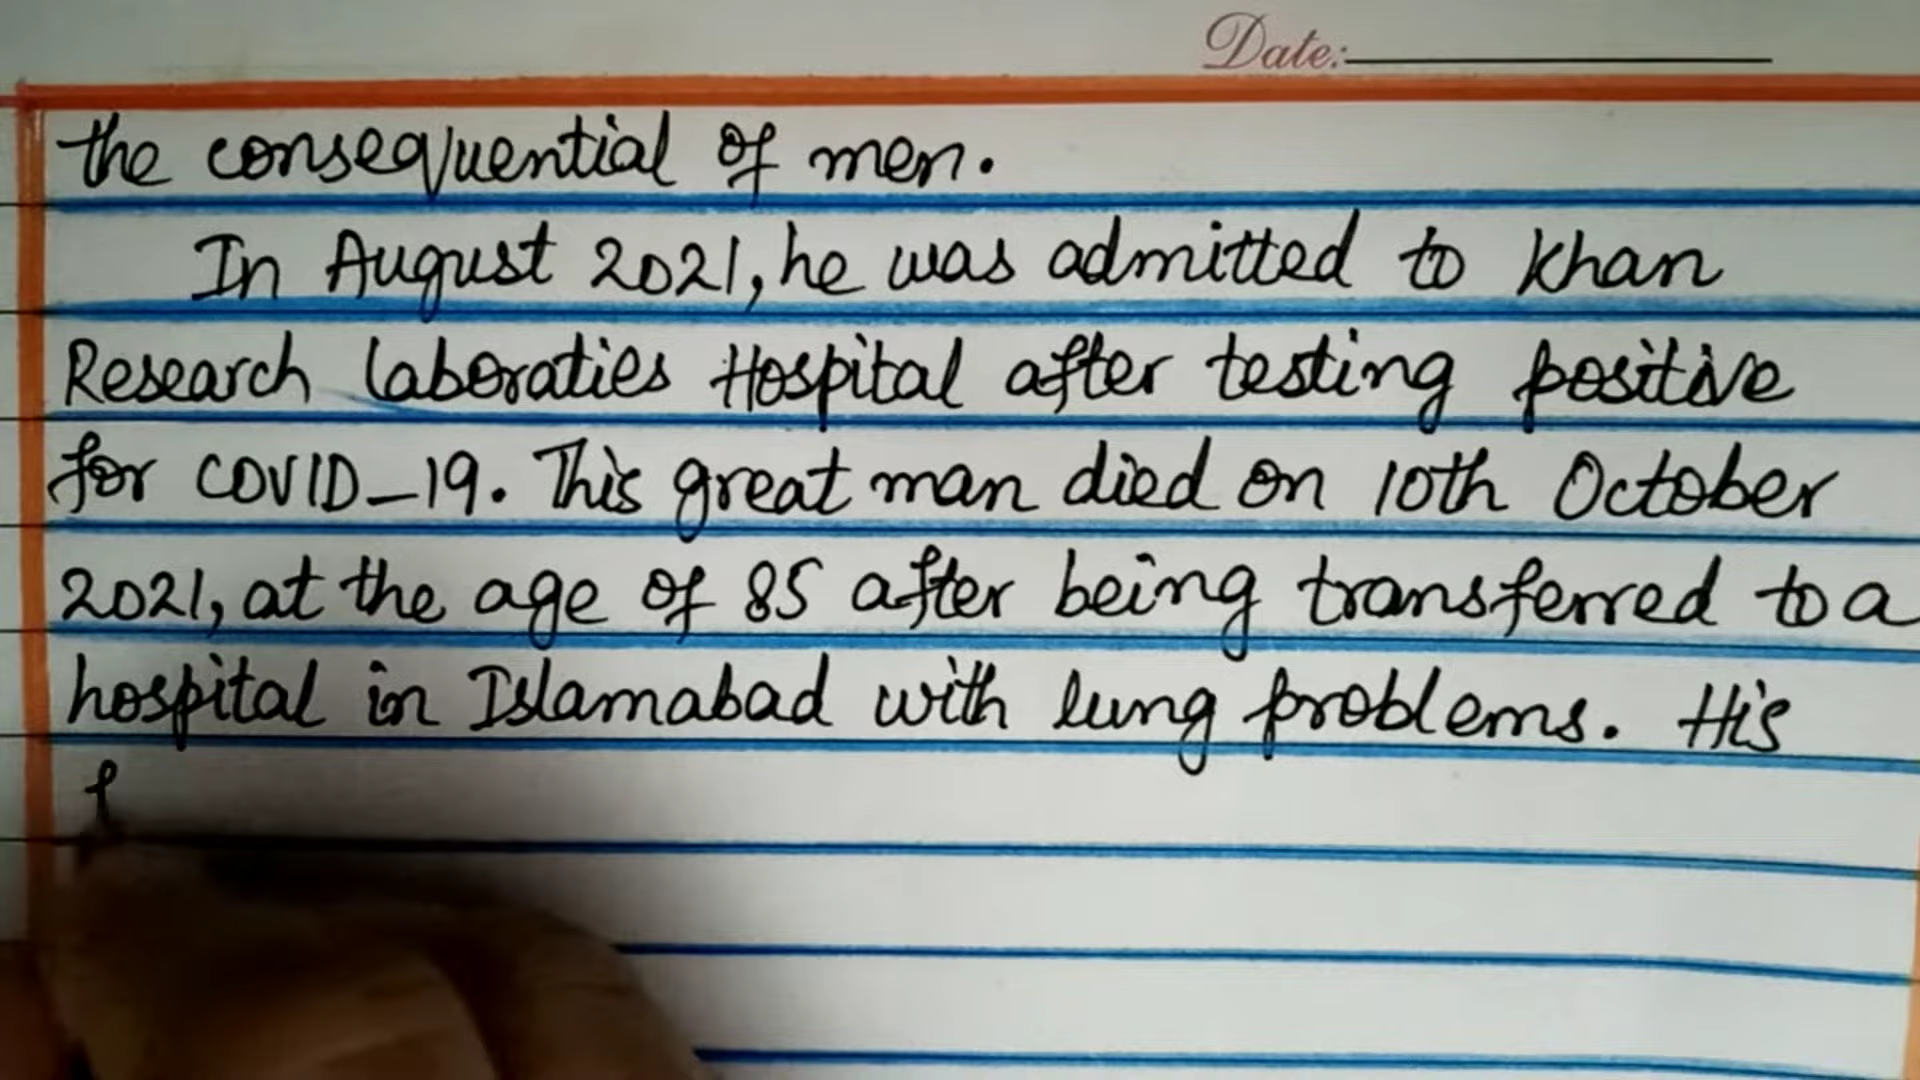 Date:
the consequential of men.
In August 2021, he was admitted to Khan
Research laboraties Hospital after testing positive
for COVID_19. This great man died on 10th October
2021, at the age of 85 after being transferred to a
hospital in Islamabad with lung problems. His